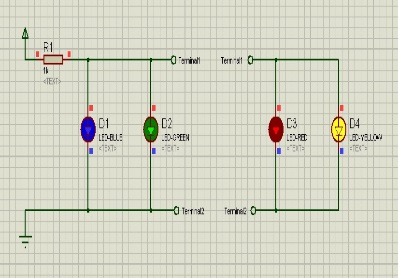 R1
1k
<TEXT>
Terminal1
Terminal1
D1
LED-BLUE
<TEXT>
D2
LED-GREEN
<TEXT>
D3
LED-RED
<TEXT>
D4
LED-YELLOW
<TEXT>
Terminal2
Terminal2